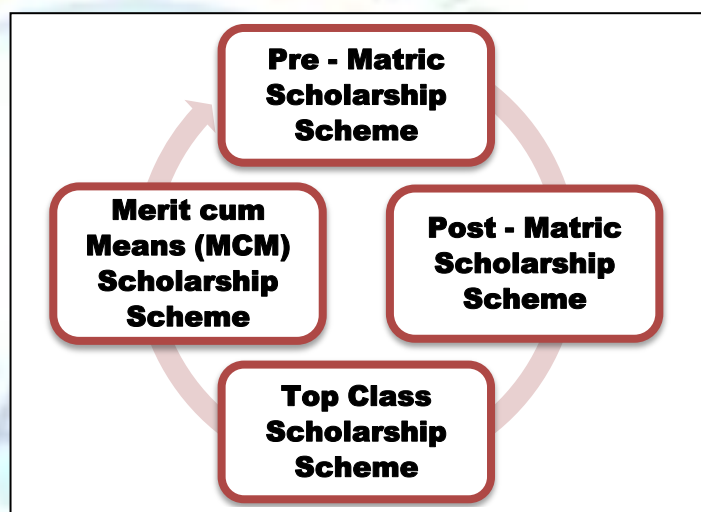 Pre - Matric
Scholarship
Scheme
Post - Matric
Scholarship
Scheme
Top Class
Scholarship
Scheme
Merit cum
Means (MCM)
Scholarship
Scheme